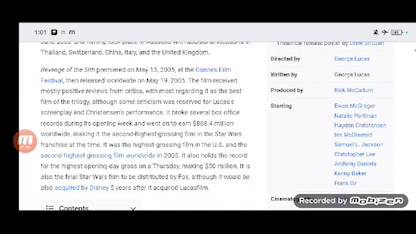 1:01
Thailand, Switzerland, China, Italy, and the United Kingdom.
Revenge of the Sith premiered on May 15, 2005, at the Cannes Film
Festival, then released worldwide on May 19, 2005. The film received
mostly positive reviews from critics, with most regarding it as the best
film of the trilogy, although some criticism was reserved for Lucas's
screenplay and Christensen's performance. It broke several box office
records during its opening week and went on to earn $868.4 million
worldwide, making it the second-highest-grossing film in the Star Wars
franchise at the time. It was the highest-grossing film in the U.S. and the
second-highest-grossing film worldwide in 2005. It also holds the record
for the highest opening-day gross on a Thursday, making $50 million. It is
also the final Star Wars film to be distributed by Fox, although it would be
also acquired by Disney 5 years after it acquired Lucasfilm.
Contents
Theatrical release poster by Drew Struzan
Directed by George Lucas
Written by George Lucas
Produced by Rick McCallum
Starring Ewan McGregor
Natalie Portman
Hayden Christensen
Ian McDiarmid
Samuel L. Jackson
Christopher Lee
Anthony Daniels
Kenny Baker
Frank Oz
Recorded by mobizen